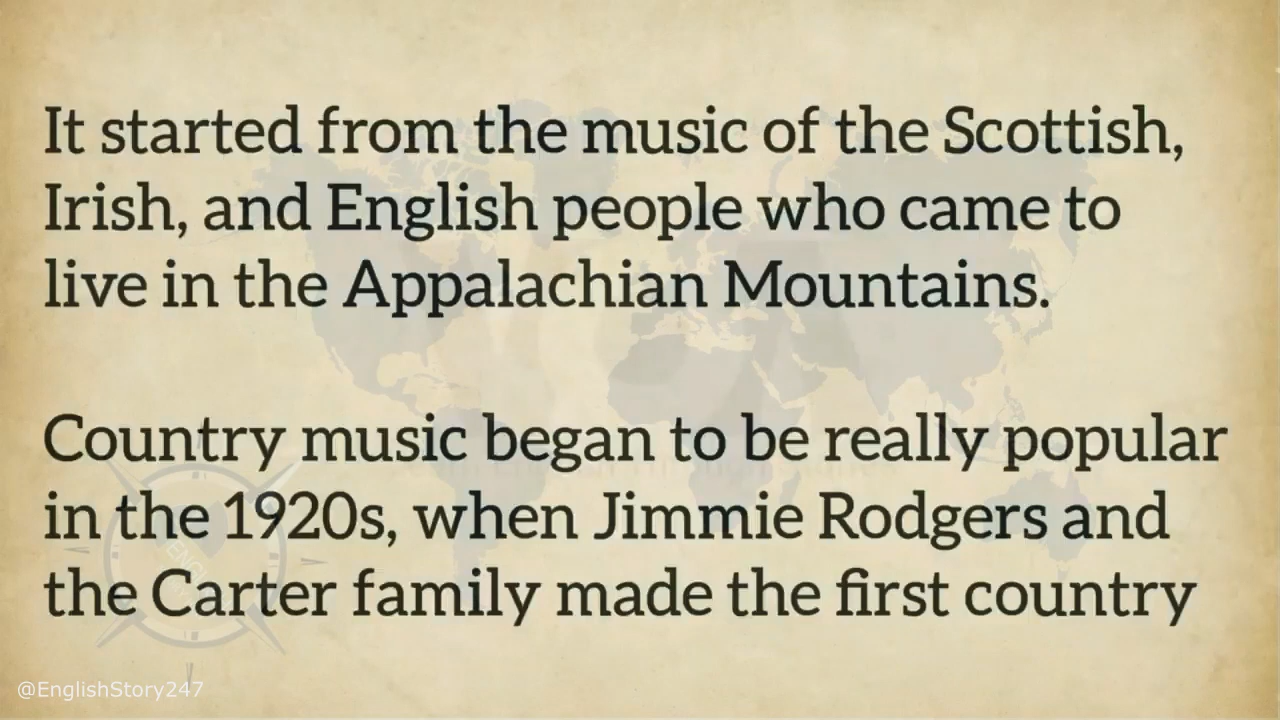 It started from the music of the Scottish,
Irish, and English people who came to
live in the Appalachian Mountains.
Country music began to be really popular
in the 1920s, when Jimmie Rodgers and
the Carter family made the first country
@EnglishStory247